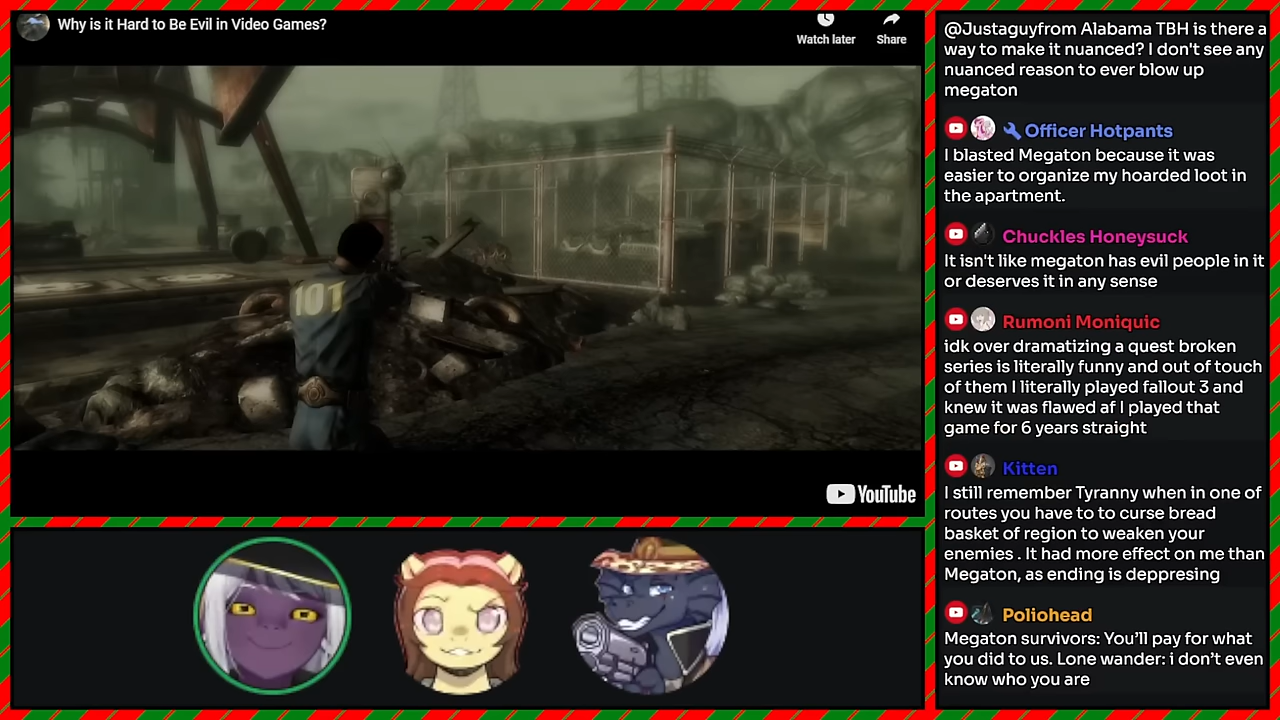 Why is it Hard to Be Evil in Video Games?
Watch later
Share
101
YouTube
@Justaguyfrom Alabama TBH is there a
way to make it nuanced? I don't see any
nuanced reason to ever blow up
megaton
Officer Hotpants
I blasted Megaton because it was
easier to organize my hoarded loot in
the apartment.
Chuckles Honeysuck
It isn't like megaton has evil people in it
or deserves it in any sense
Rumoni Moniquic
idk over dramatizing a quest broken
series is literally funny and out of touch
of them I literally played fallout 3 and
knew it was flawed af I played that
game for 6 years straight
Kitten
I still remember Tyranny when in one of
routes you have to to curse bread
basket of region to weaken your
enemies . It had more effect on me than
Megaton, as ending is deppresing
Poliohead
Megaton survivors: You’ll pay for what
you did to us. Lone wander: i don’t even
know who you are